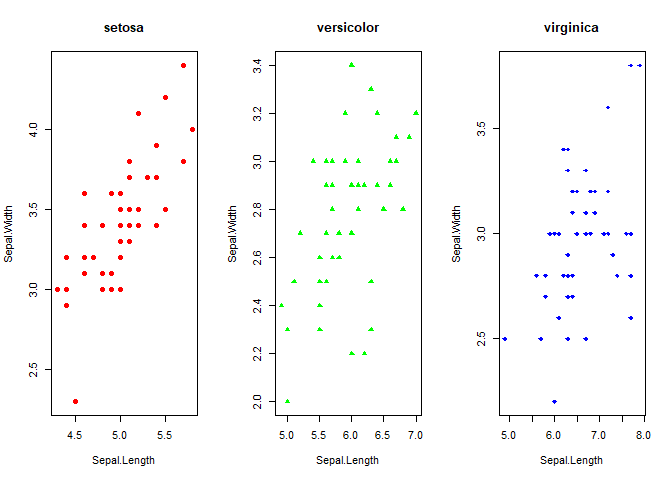 setosa
Sepal.Width
2.5 3.0 3.5 4.0
4.5 5.0 5.5
Sepal.Length
versicolor
Sepal.Width
2.0 2.2 2.4 2.6 2.8 3.0 3.2 3.4
5.0 5.5 6.0 6.5 7.0
Sepal.Length
virginica
Sepal.Width
2.5 3.0 3.5
5.0 6.0 7.0 8.0
Sepal.Length